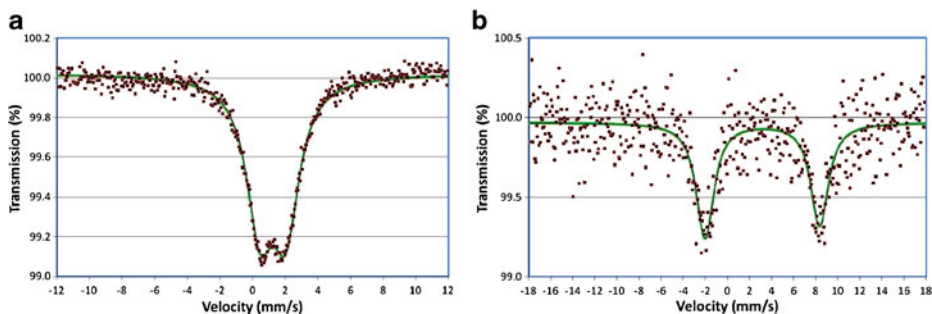 a
100.2
100.0
99.8
99.6
99.4
99.2
99.0
Transmission (%)
-12 -10 -8 -6 -4 -2 0 2 4 6 8 10 12
Velocity (mm/s)
b
100.5
100.0
99.5
99.0
Transmission (%)
-18 -16 -14 -12 -10 -8 -6 -4 -2 0 2 4 6 8 10 12 14 16 18
Velocity (mm/s)